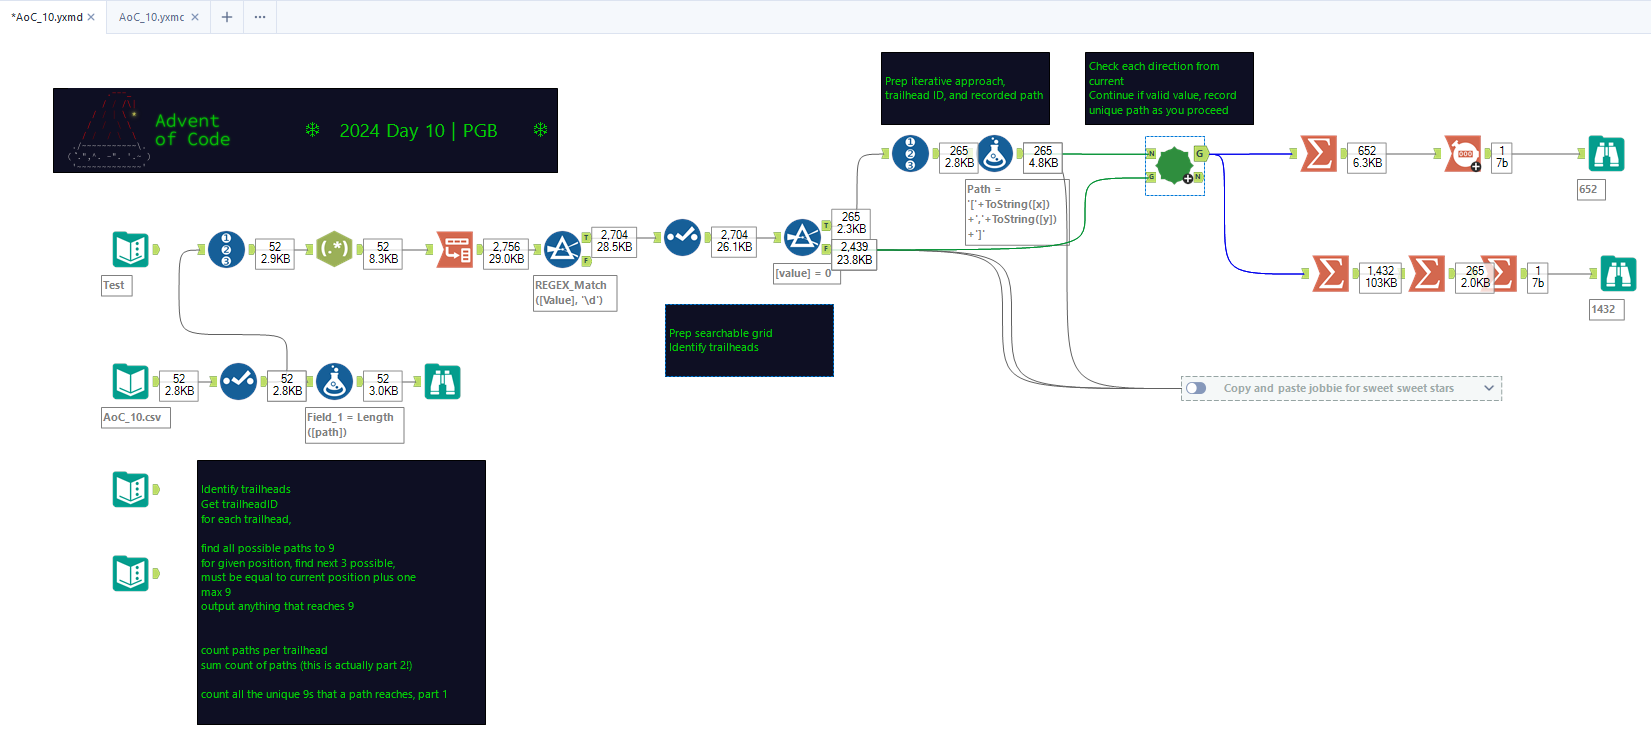 *AoC_10.yxmd
AoC_10.yxmc
Advent
of Code
2024 Day 10 | PGB
Prep iterative approach,
trailhead ID, and recorded path
Check each direction from
current
Continue if valid value, record
unique path as you proceed
1
2
3
265
2.8KB
265
4.8KB
N
G
G
N
652
6.3KB
1
7b
652
Path =
'['+ToString([x])
+','+ToString([y])
+']'
Test
1
2
3
52
2.9KB
(.*)
52
8.3KB
2,756
29.0KB
T
F
2,704
28.5KB
REGEX_Match
([Value], '\d')
2,704
26.1KB
T
F
265
2.3KB
2,439
23.8KB
[value] = 0
1,432
103KB
265
2.0KB
1
7b
1432
Prep searchable grid
Identify trailheads
52
2.8KB
52
2.8KB
52
3.0KB
AoC_10.csv
Field_1 = Length
([path])
Copy and paste jobbie for sweet sweet stars
Identify trailheads
Get trailheadID
for each trailhead,
find all possible paths to 9
for given position, find next 3 possible,
must be equal to current position plus one
max 9
output anything that reaches 9
count paths per trailhead
sum count of paths (this is actually part 2!)
count all the unique 9s that a path reaches, part 1